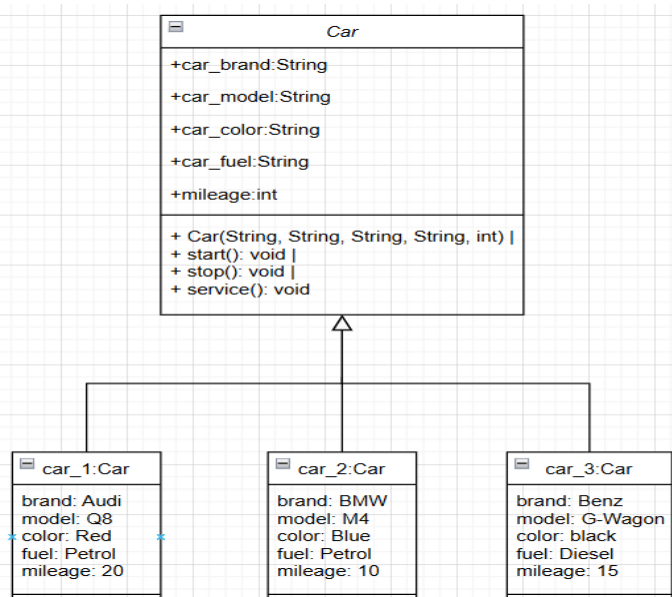 Car
+car_brand:String
+car_model:String
+car_color:String
+car_fuel:String
+mileage:int
+ Car(String, String, String, String, int) |
+ start(): void |
+ stop(): void |
+ service(): void
car_1:Car
brand: Audi
model: Q8
color: Red
fuel: Petrol
mileage: 20
car_2:Car
brand: BMW
model: M4
color: Blue
fuel: Petrol
mileage: 10
car_3:Car
brand: Benz
model: G-Wagon
color: black
fuel: Diesel
mileage: 15